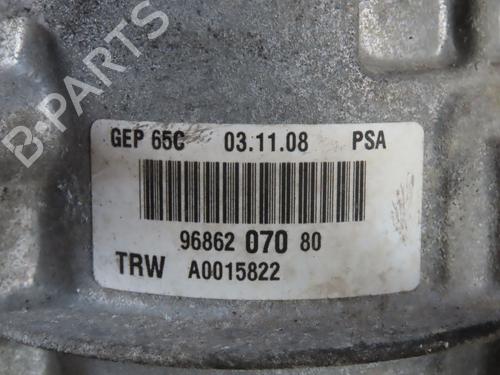 GEP 65C 03.11.08 PSA
96862 070 80
TRW A0015822
B-PARTS